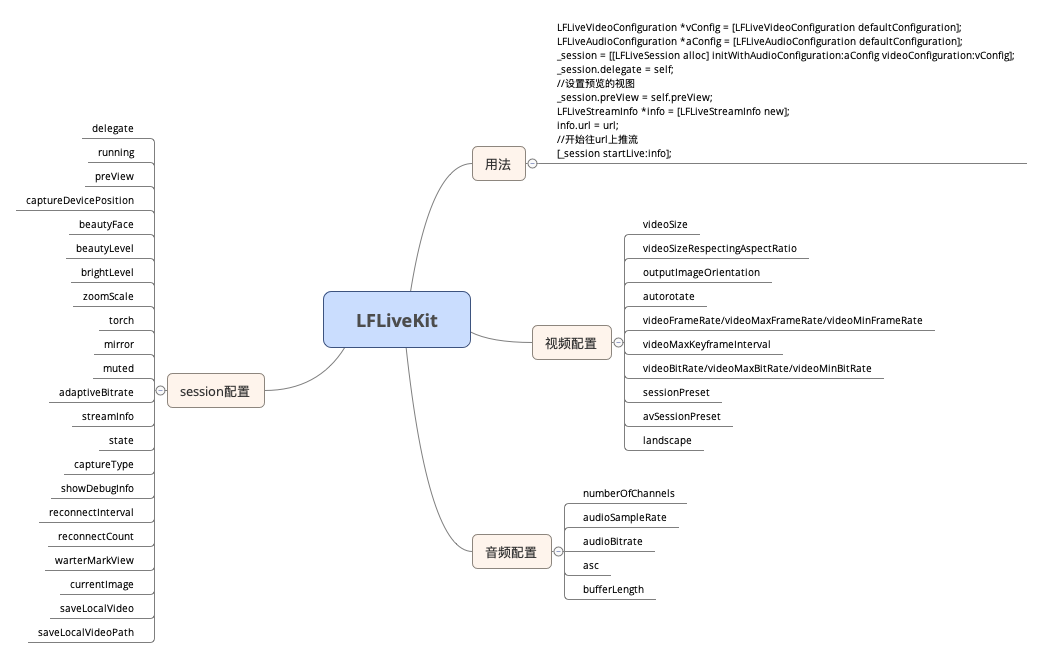 LFLiveKit
用法
LFLiveVideoConfiguration *vConfig = [LFLiveVideoConfiguration defaultConfiguration];
LFLiveAudioConfiguration *aConfig = [LFLiveAudioConfiguration defaultConfiguration];
_session = [[LFLiveSession alloc] initWithAudioConfiguration:aConfig videoConfiguration:vConfig];
_session.delegate = self;
//设置预览的视图
_session.preView = self.preView;
LFLiveStreamInfo *info = [LFLiveStreamInfo new];
info.url = url;
//开始往url上推流
[_session startLive:info];
视频配置
videoSize
videoSizeRespectingAspectRatio
outputImageOrientation
autorotate
videoFrameRate/videoMaxFrameRate/videoMinFrameRate
videoMaxKeyframeInterval
videoBitRate/videoMaxBitRate/videoMinBitRate
sessionPreset
avSessionPreset
landscape
音频配置
numberOfChannels
audioSampleRate
audioBitrate
asc
bufferLength
session配置
delegate
running
preView
captureDevicePosition
beautyFace
beautyLevel
brightLevel
zoomScale
torch
mirror
muted
adaptiveBitrate
streamInfo
state
captureType
showDebugInfo
reconnectInterval
reconnectCount
warterMarkView
currentImage
saveLocalVideo
saveLocalVideoPath